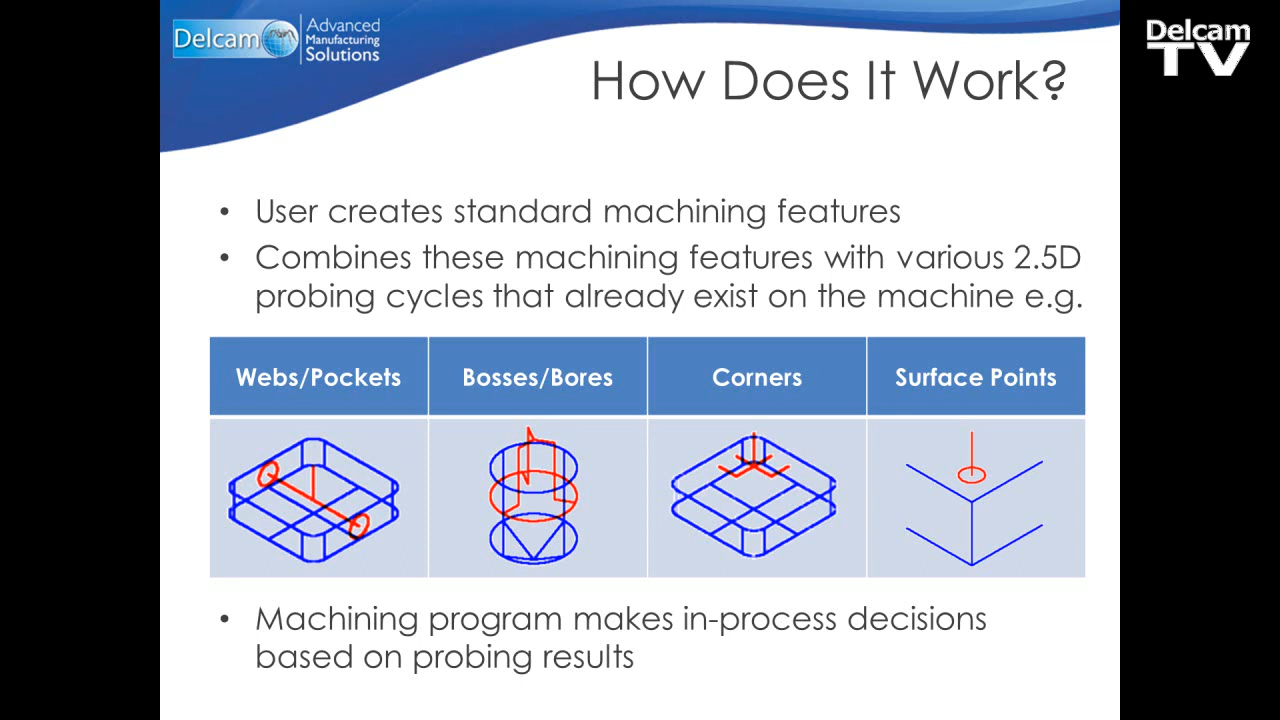 Delcam
Advanced
Manufacturing
Solutions
Delcam
TV
How Does It Work?
• User creates standard machining features
• Combines these machining features with various 2.5D
probing cycles that already exist on the machine e.g.
Webs/Pockets Bosses/Bores Corners Surface Points
• Machining program makes in-process decisions
based on probing results